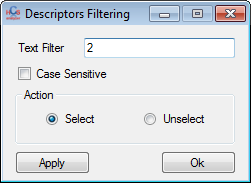 Descriptors Filtering
Text Filter 2
Case Sensitive
Action
Select Unselect
Apply Ok